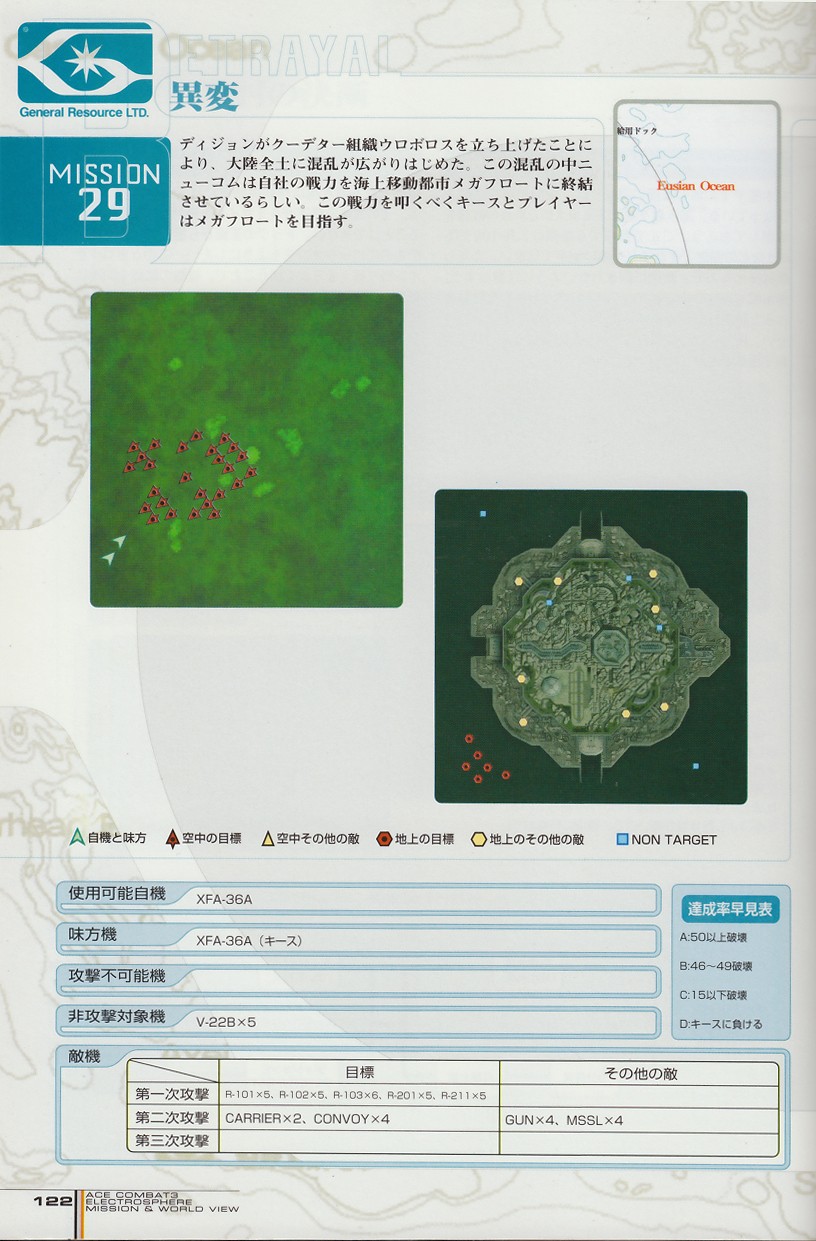 BETRAYAL
General Resource LTD.
異変
MISSION
29
ディジョンがクーデター組織ウロボロスを立ち上げたことに
より、大陸全土に混乱が広がりはじめた。この混乱の中ニ
ューコムは自社の戦力を海上移動都市メガフロートに終結
させているらしい。この戦力を叩くべくキースとプレイヤー
はメガフロートを目指す。
給用ドック
Eusian Ocean
自機と味方 空中の目標 空中その他の敵 地上の目標 地上のその他の敵 NON TARGET
使用可能自機 XFA-36A
味方機 XFA-36A（キース）
攻撃不可能機
非攻撃対象機 V-22B×5
達成率早見表
A:50以上破壊
B:46～49破壊
C:15以下破壊
D:キースに負ける
敵機
目標 その他の敵
第一次攻撃 R-101×5、R-102×5、R-103×6、R-201×5、R-211×5
第二次攻撃 CARRIER×2、CONVOY×4 GUN×4、MSSL×4
第三次攻撃
122
ACE COMBAT3
ELECTROSPHERE
MISSION & WORLD VIEW